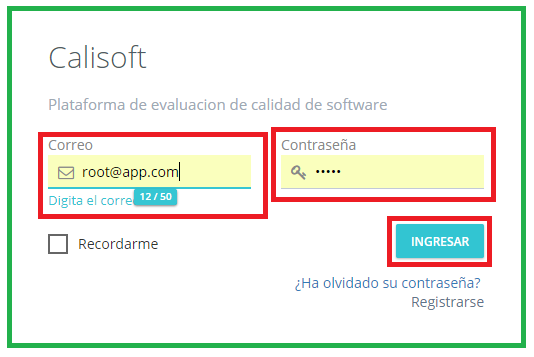 Calisoft
Plataforma de evaluacion de calidad de software
Correo Contraseña
root@app.com •••••
Digita el corre 12 / 50
Recordarme INGRESAR
¿Ha olvidado su contraseña?
Registrarse